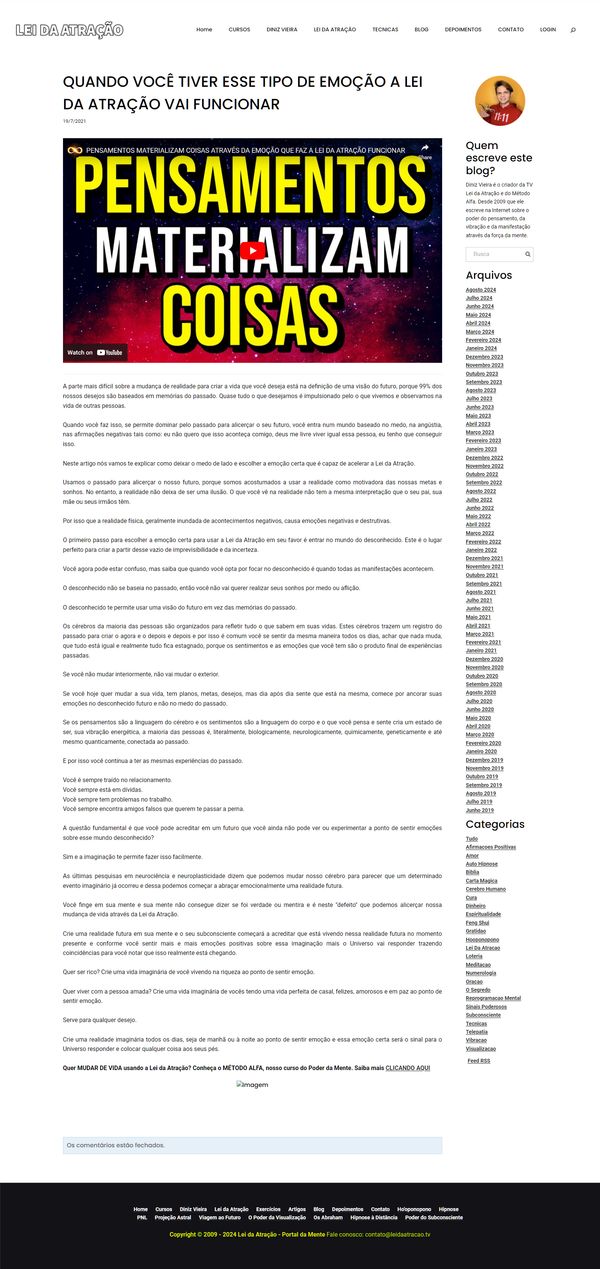 LEI DA ATRAÇÃO
Home CURSOS DINIZ VIEIRA LEI DA ATRAÇÃO TECNICAS BLOG DEPOIMENTOS CONTATO LOGIN
QUANDO VOCÊ TIVER ESSE TIPO DE EMOÇÃO A LEI
DA ATRAÇÃO VAI FUNCIONAR
19/7/2021
PENSAMENTOS MATERIALIZAM COISAS ATRAVÉS DA EMOÇÃO QUE FAZ A LEI DA ATRAÇÃO FUNCIONAR
Share
PENSAMENTOS
MATERIALIZAM
COISAS
Watch on YouTube
A parte mais difícil sobre a mudança de realidade para criar a vida que você deseja está na definição de uma visão do futuro, porque 99% dos
nossos desejos são baseados em memórias do passado. Quase tudo o que desejamos é impulsionado pelo o que vivemos e observamos na
vida de outras pessoas.
Quando você faz isso, se permite dominar pelo passado para alicerçar o seu futuro, você entra num mundo baseado no medo, na angústia,
nas afirmações negativas tais como: eu não quero que isso aconteça comigo, deus me livre viver igual essa pessoa, eu tenho que conseguir
isso.
Neste artigo nós vamos te explicar como deixar o medo de lado e escolher a emoção certa que é capaz de acelerar a Lei da Atração.
Usamos o passado para alicerçar o nosso futuro, porque somos acostumados a usar a realidade como motivadora das nossas metas e
sonhos. No entanto, a realidade não deixa de ser uma ilusão. O que você vê na realidade não tem a mesma interpretação que o seu pai, sua
mãe ou seus irmãos têm.
Por isso que a realidade física, geralmente inundada de acontecimentos negativos, causa emoções negativas e destrutivas.
O primeiro passo para escolher a emoção certa para usar a Lei da Atração em seu favor é entrar no mundo do desconhecido. Este é o lugar
perfeito para criar a partir desse vazio de imprevisibilidade e da incerteza.
Você agora pode estar confuso, mas saiba que quando você opta por focar no desconhecido é quando todas as manifestações acontecem.
O desconhecido não se baseia no passado, então você não vai querer realizar seus sonhos por medo ou aflição.
O desconhecido te permite usar uma visão do futuro em vez das memórias do passado.
Os cérebros da maioria das pessoas são organizados para refletir tudo o que sabem em suas vidas. Estes cérebros trazem um registro do
passado para criar o agora e o depois e depois e por isso é comum você se sentir da mesma maneira todos os dias, achar que nada muda,
que tudo está igual e realmente tudo fica estagnado, porque os sentimentos e as emoções que você tem são o produto final de experiências
passadas.
Se você não mudar interiormente, não vai mudar o exterior.
Se você hoje quer mudar a sua vida, tem planos, metas, desejos, mas dia após dia sente que está na mesma, comece por ancorar suas
emoções no desconhecido futuro e não no medo do passado.
Se os pensamentos são a linguagem do cérebro e os sentimentos são a linguagem do corpo e o que você pensa e sente cria um estado de
ser, sua vibração energética, a maioria das pessoas é, literalmente, biologicamente, neurologicamente, quimicamente, geneticamente e até
mesmo quanticamente, conectada ao passado.
E por isso você continua a ter as mesmas experiências do passado.
Você é sempre traído no relacionamento.
Você sempre está em dívidas.
Você sempre tem problemas no trabalho.
Você sempre encontra amigos falsos que querem te passar a perna.
A questão fundamental é que você pode acreditar em um futuro que você ainda não pode ver ou experimentar a ponto de sentir emoções
sobre esse mundo desconhecido?
Sim e a imaginação te permite fazer isso facilmente.
As últimas pesquisas em neurociência e neuroplasticidade dizem que podemos mudar nosso cérebro para parecer que um determinado
evento imaginário já ocorreu e dessa podemos começar a abraçar emocionalmente uma realidade futura.
Você finge em sua mente e sua mente não consegue dizer se foi verdade ou mentira e é neste "defeito" que podemos alicerçar nossa
mudança de vida através da Lei da Atração.
Crie uma realidade futura em sua mente e o seu subconsciente começará a acreditar que está vivendo nessa realidade futura no momento
presente e conforme você sentir mais e mais emoções positivas sobre essa imaginação mais o Universo vai responder trazendo
coincidências para você notar que isso realmente está chegando.
Quer ser rico? Crie uma vida imaginária de você vivendo na riqueza ao ponto de sentir emoção.
Quer viver com a pessoa amada? Crie uma vida imaginária de vocês tendo uma vida perfeita de casal, felizes, amorosos e em paz ao ponto de
sentir emoção.
Serve para qualquer desejo.
Crie uma realidade imaginária todos os dias, seja de manhã ou à noite ao ponto de sentir emoção e essa emoção certa será o sinal para o
Universo responder e colocar qualquer coisa aos seus pés.
Quer MUDAR DE VIDA usando a Lei da Atração? Conheça o MÉTODO ALFA, nosso curso do Poder da Mente. Saiba mais CLICANDO AQUI
Imagem
Os comentários estão fechados.
11:11
Quem
escreve este
blog?
Diniz Vieira é o criador da TV
Lei da Atração e do Método
Alfa. Desde 2009 que ele
escreve na Internet sobre o
poder do pensamento, da
vibração e da manifestação
através da força da mente.
Busca
Arquivos
Agosto 2024
Julho 2024
Junho 2024
Maio 2024
Abril 2024
Março 2024
Fevereiro 2024
Janeiro 2024
Dezembro 2023
Novembro 2023
Outubro 2023
Setembro 2023
Agosto 2023
Julho 2023
Junho 2023
Maio 2023
Abril 2023
Março 2023
Fevereiro 2023
Janeiro 2023
Dezembro 2022
Novembro 2022
Outubro 2022
Setembro 2022
Agosto 2022
Julho 2022
Junho 2022
Maio 2022
Abril 2022
Março 2022
Fevereiro 2022
Janeiro 2022
Dezembro 2021
Novembro 2021
Outubro 2021
Setembro 2021
Agosto 2021
Julho 2021
Junho 2021
Maio 2021
Abril 2021
Março 2021
Fevereiro 2021
Janeiro 2021
Dezembro 2020
Novembro 2020
Outubro 2020
Setembro 2020
Agosto 2020
Julho 2020
Junho 2020
Maio 2020
Abril 2020
Março 2020
Fevereiro 2020
Janeiro 2020
Dezembro 2019
Novembro 2019
Outubro 2019
Setembro 2019
Agosto 2019
Julho 2019
Junho 2019
Categorias
Tudo
Afirmacoes Positivas
Amor
Auto Hipnose
Biblia
Carta Magica
Cerebro Humano
Cura
Dinheiro
Espiritualidade
Feng Shui
Gratidao
Hooponopono
Lei Da Atracao
Loteria
Meditacao
Numerologia
Oracao
O Segredo
Reprogramacao Mental
Sinais Poderosos
Subconsciente
Tecnicas
Telepatia
Vibracao
Visualizacao
Feed RSS
Home Cursos Diniz Vieira Lei da Atração Exercícios Artigos Blog Depoimentos Contato Ho'oponopono Hipnose
PNL Projeção Astral Viagem ao Futuro O Poder da Visualização Os Abraham Hipnose à Distância Poder do Subconsciente
Copyright © 2009 - 2024 Lei da Atração - Portal da Mente Fale conosco: contato@leidaatracao.tv